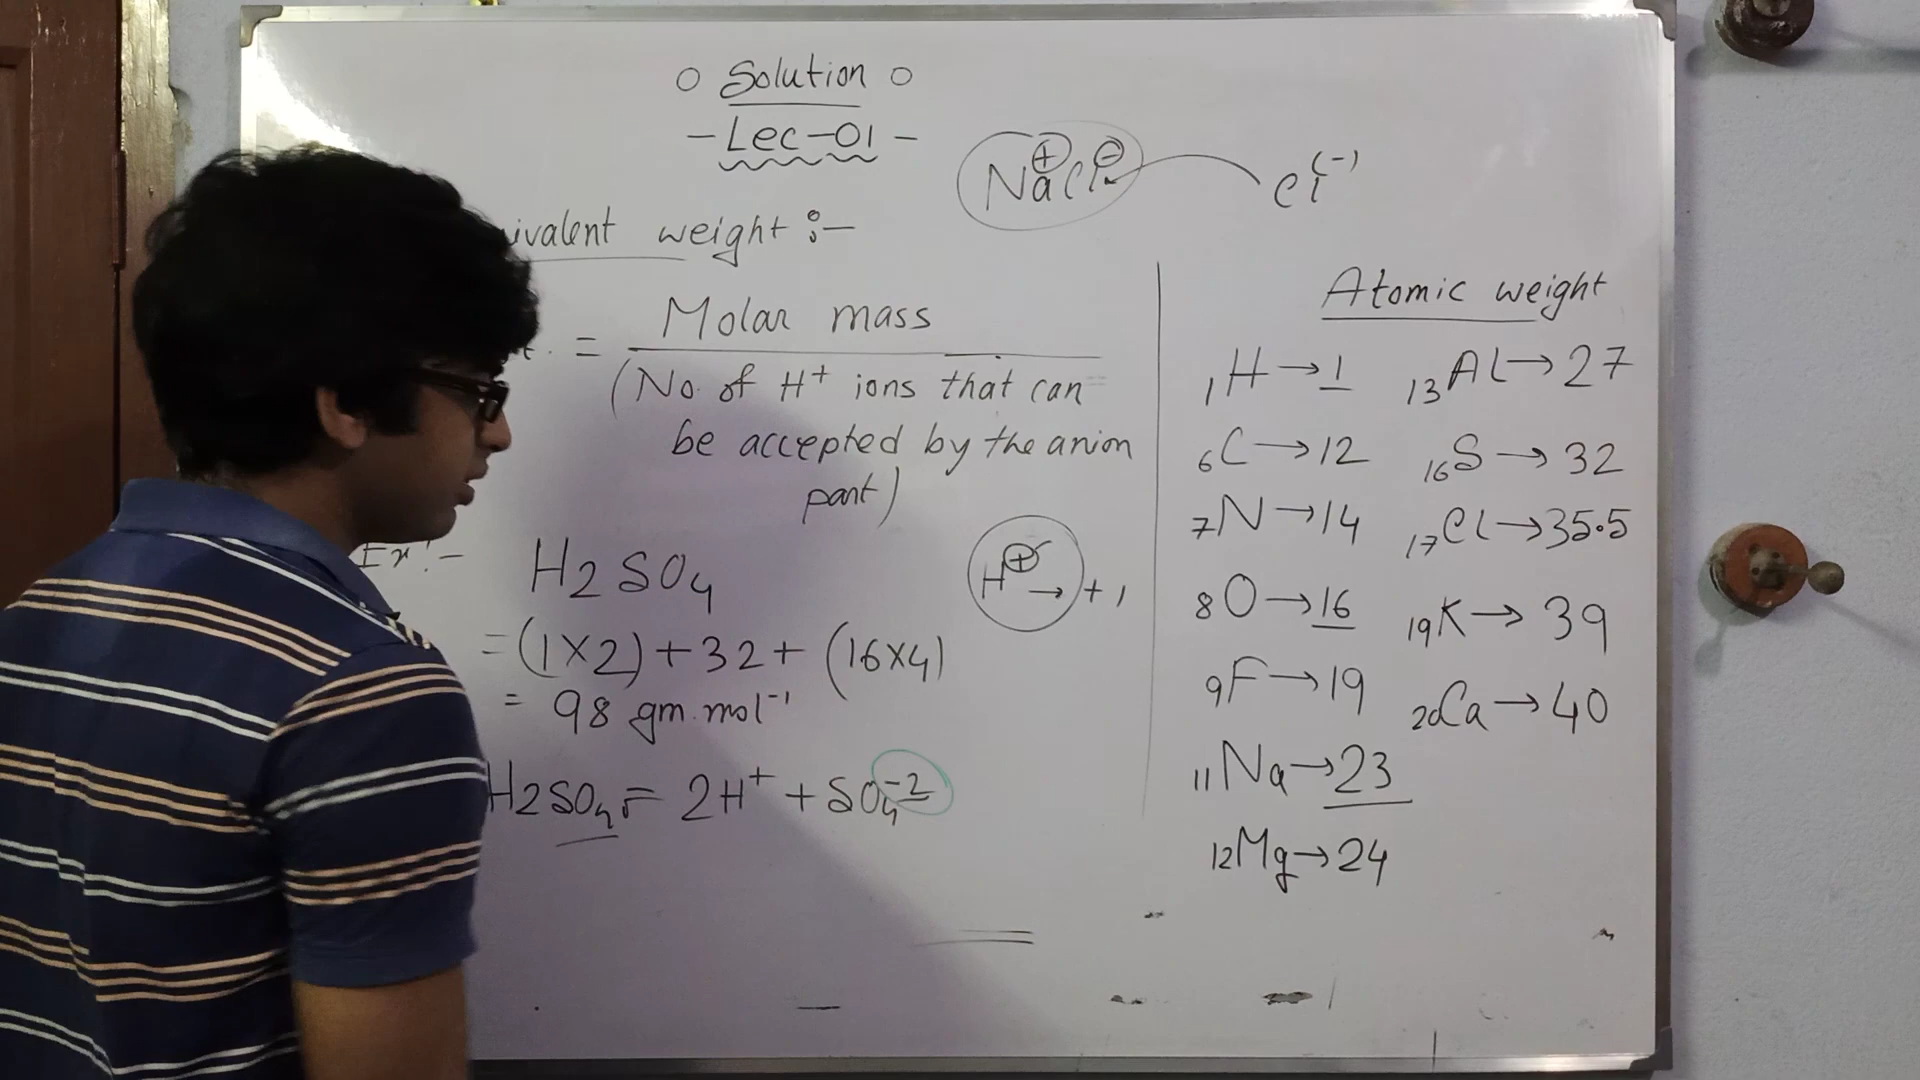 Solution
-Lec-01-
Na⊕Cl⊖ Cl(-)
ivalent weight :-
t. = Molar mass
(No. of H+ ions that can
be accepted by the anion
part)
Ex:-
H2SO4
H⊕ → +1
=(1×2)+32+(16×4)
= 98 gm.mol⁻¹
H2SO4 = 2H⁺ + SO4⁻²
Atomic weight
1H→1 13Al→27
6C→12 16S→32
7N→14 17Cl→35.5
8O→16 19K→39
9F→19 20Ca→40
11Na→23
12Mg→24